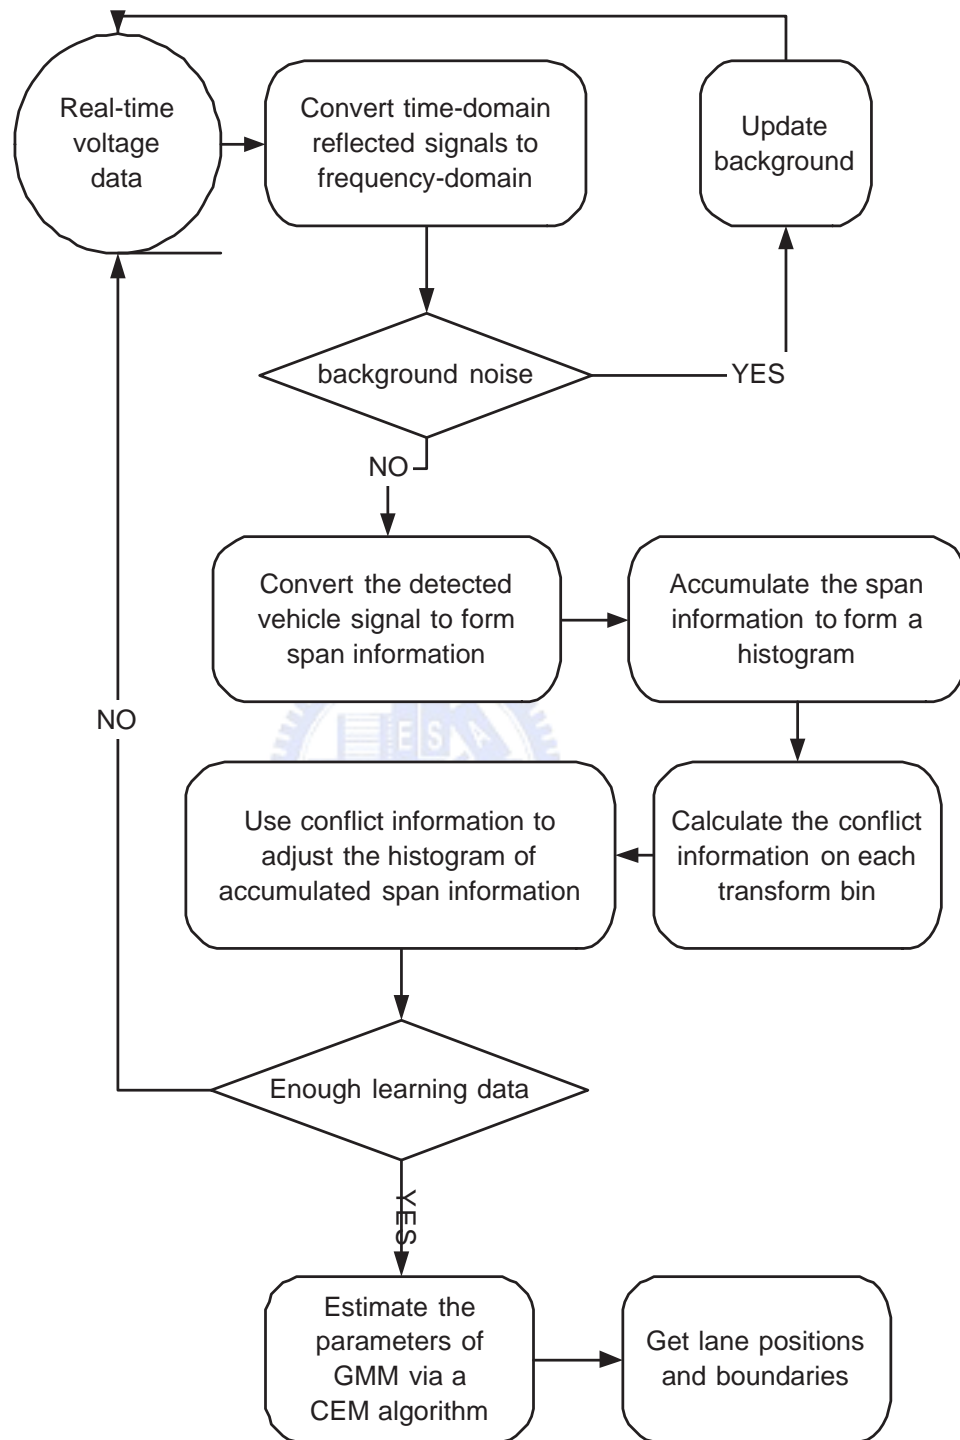 Real-time
voltage
data
Convert time-domain
reflected signals to
frequency-domain
Update
background
background noise
YES
NO
Convert the detected
vehicle signal to form
span information
Accumulate the span
information to form a
histogram
NO
E S A
Use conflict information to
adjust the histogram of
accumulated span information
Calculate the conflict
information on each
transform bin
Enough learning data
YES
Estimate the
parameters of
GMM via a
CEM algorithm
Get lane positions
and boundaries